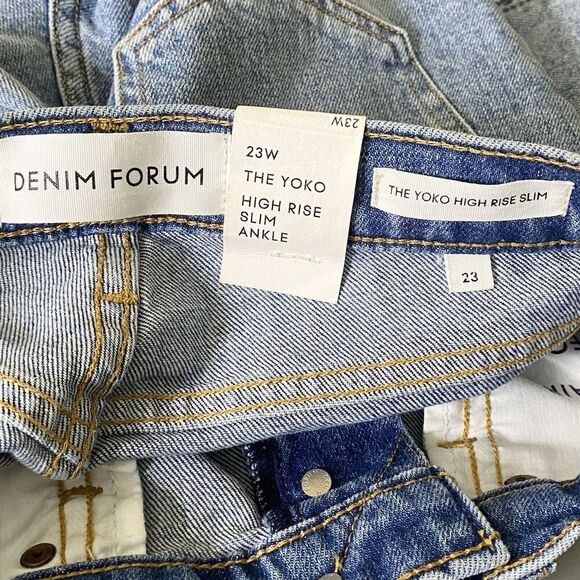 23W
DENIM FORUM
23W
THE YOKO
HIGH RISE
SLIM
ANKLE
THE YOKO HIGH RISE SLIM
23